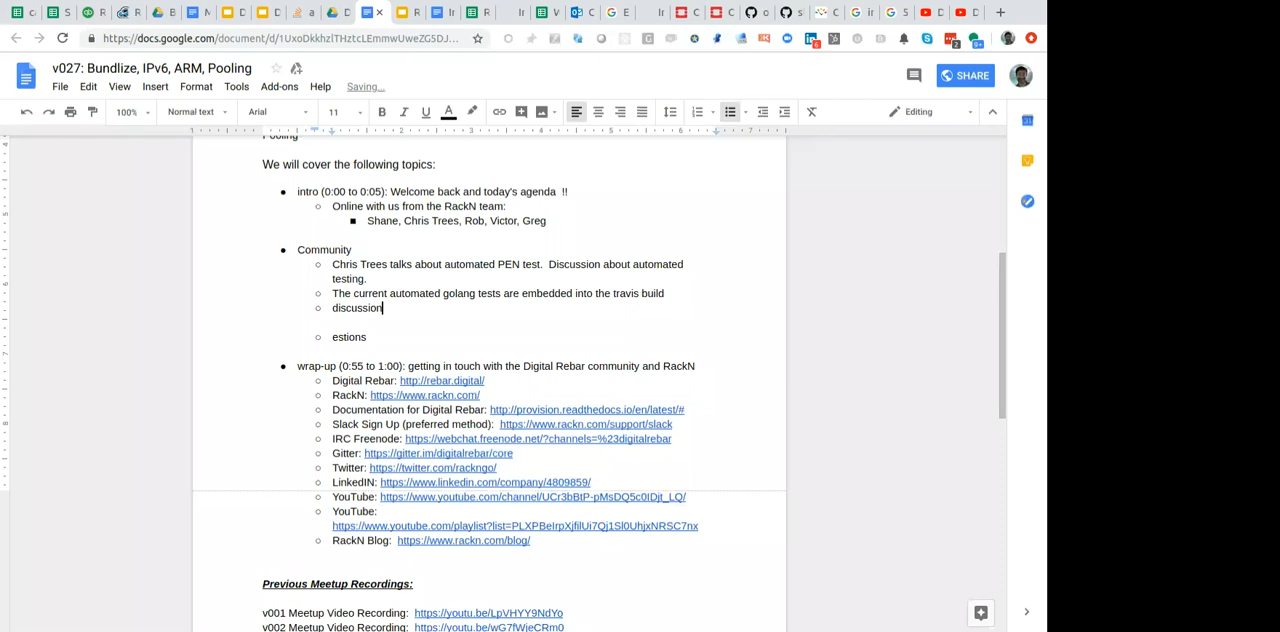 https://docs.google.com/document/d/1UxoDkkhzlTHztcLEmmwUweZG5DJ...
v027: Bundlize, IPv6, ARM, Pooling
File Edit View Insert Format Tools Add-ons Help Saving...
SHARE
100% Normal text Arial 11 Editing
We will cover the following topics:
● intro (0:00 to 0:05): Welcome back and today's agenda !!
○ Online with us from the RackN team:
■ Shane, Chris Trees, Rob, Victor, Greg
● Community
○ Chris Trees talks about automated PEN test. Discussion about automated
testing.
○ The current automated golang tests are embedded into the travis build
○ discussion
○ estions
● wrap-up (0:55 to 1:00): getting in touch with the Digital Rebar community and RackN
○ Digital Rebar: http://rebar.digital/
○ RackN: https://www.rackn.com/
○ Documentation for Digital Rebar: http://provision.readthedocs.io/en/latest/#
○ Slack Sign Up (preferred method): https://www.rackn.com/support/slack
○ IRC Freenode: https://webchat.freenode.net/?channels=%23digitalrebar
○ Gitter: https://gitter.im/digitalrebar/core
○ Twitter: https://twitter.com/rackngo/
○ LinkedIN: https://www.linkedin.com/company/4809859/
○ YouTube: https://www.youtube.com/channel/UCr3bBtP-pMsDQ5c0IDjt_LQ/
○ YouTube:
https://www.youtube.com/playlist?list=PLXPBeIrpXjfilUi7Qj1Sl0UhjxNRSC7nx
○ RackN Blog: https://www.rackn.com/blog/
Previous Meetup Recordings:
v001 Meetup Video Recording: https://youtu.be/LpVHYY9NdYo
v002 Meetup Video Recording: https://youtu.be/wG7fWjeCRm0